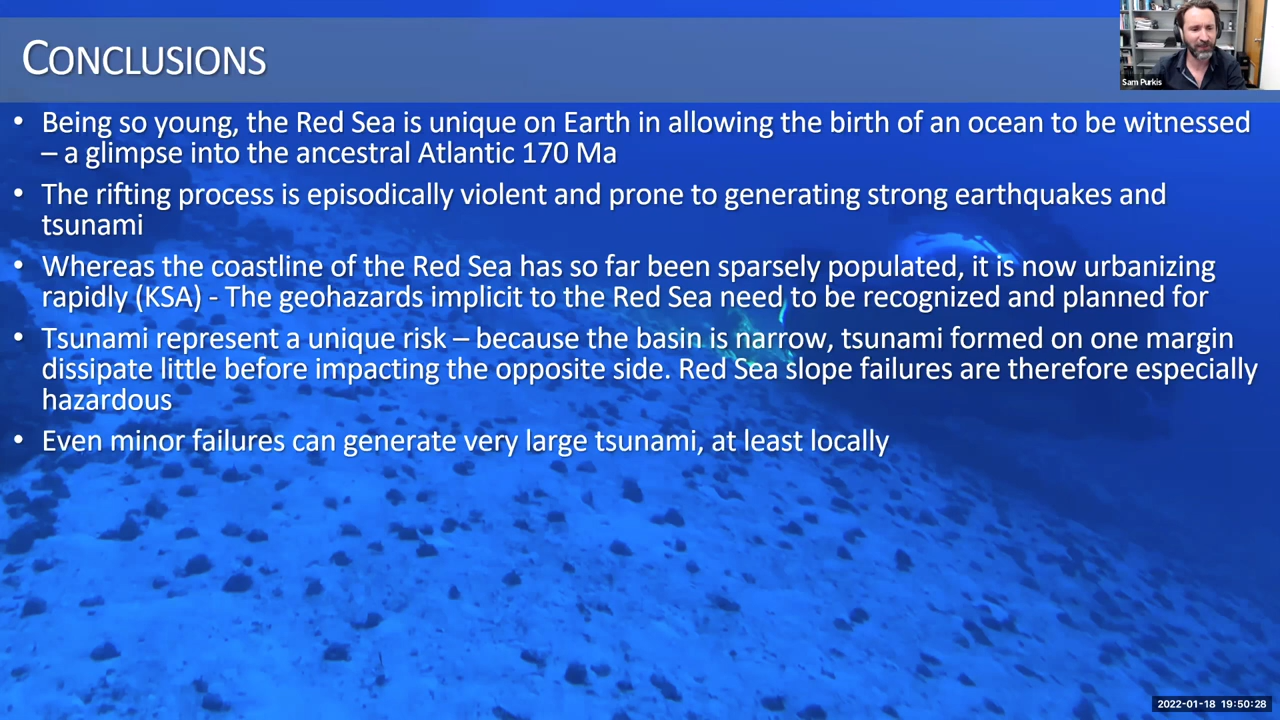 CONCLUSIONS
Sam Purkis
• Being so young, the Red Sea is unique on Earth in allowing the birth of an ocean to be witnessed
– a glimpse into the ancestral Atlantic 170 Ma
• The rifting process is episodically violent and prone to generating strong earthquakes and
tsunami
• Whereas the coastline of the Red Sea has so far been sparsely populated, it is now urbanizing
rapidly (KSA) - The geohazards implicit to the Red Sea need to be recognized and planned for
• Tsunami represent a unique risk – because the basin is narrow, tsunami formed on one margin
dissipate little before impacting the opposite side. Red Sea slope failures are therefore especially
hazardous
• Even minor failures can generate very large tsunami, at least locally
2022-01-18 19:50:28